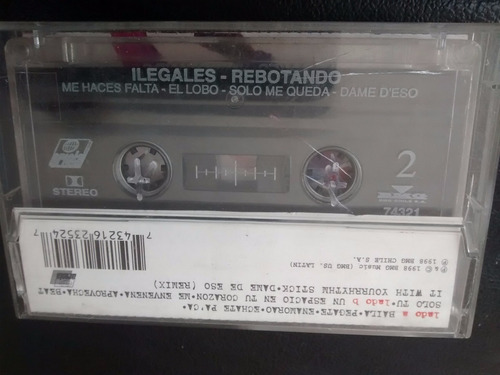 ILEGALES - REBOTANDO
ME HACES FALTA - EL LOBO - SOLO ME QUEDA - DAME D'ESO
2
STEREO
74321
lado a BAILA·PEGATE·ENAMORAO·ECHATE PA'CA·
SOLO TU·lado b UN ESPACIO EN TU CORAZON·ME ENVENENA·APROVECHA·BEAT
IT WITH YOURRHYTHM STICK·DAME DE ESO (REMIX)
℗ & © 1998 BMG Music (BMG US. LATIN)
℗ 1998 BMG CHILE S.A.
7 43216 23524 7